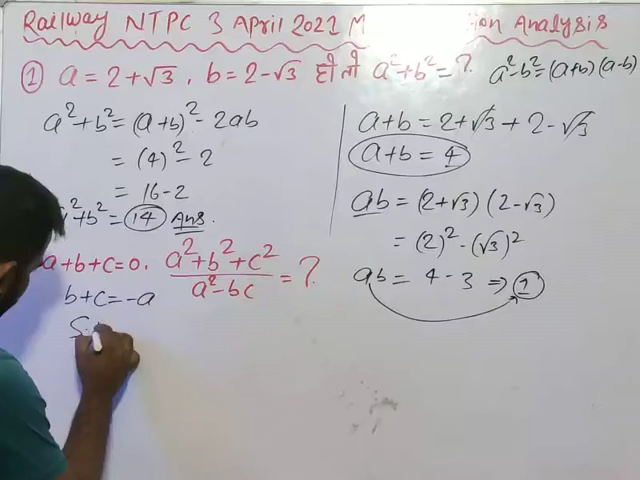 Railway NTPC 3 April 2021 M ion Analysis
① a = 2+√3, b = 2-√3 हो तो a²+b² = ? a²-b² = (a+b)(a-b)
a²+b² = (a+b)² - 2ab
= (4)² - 2
= 16-2
²+b² = 14 Ans.
a+b = 2+√3 + 2-√3
a+b = 4
ab = (2+√3)(2-√3)
= (2)² - (√3)²
ab = 4-3 ⇒ 1
a+b+c=0. a²+b²+c² / a²-bc = ?
b+c = -a
S